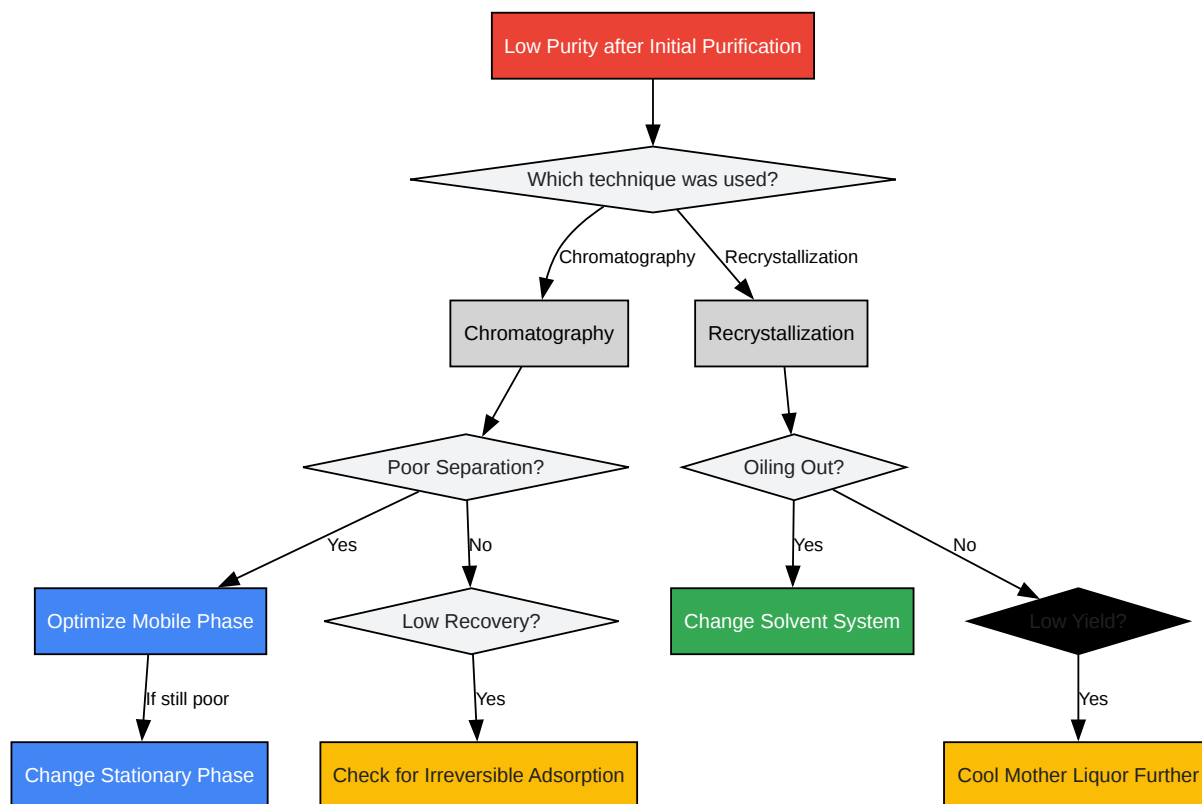 Low Purity after Initial Purification
Which technique was used?
Chromatography
Recrystallization
Chromatography
Recrystallization
Poor Separation?
Oiling Out?
Yes
No
Yes
No
Optimize Mobile Phase
Low Recovery?
Change Solvent System
Low Yield?
If still poor
Yes
Yes
Change Stationary Phase
Check for Irreversible Adsorption
Cool Mother Liquor Further